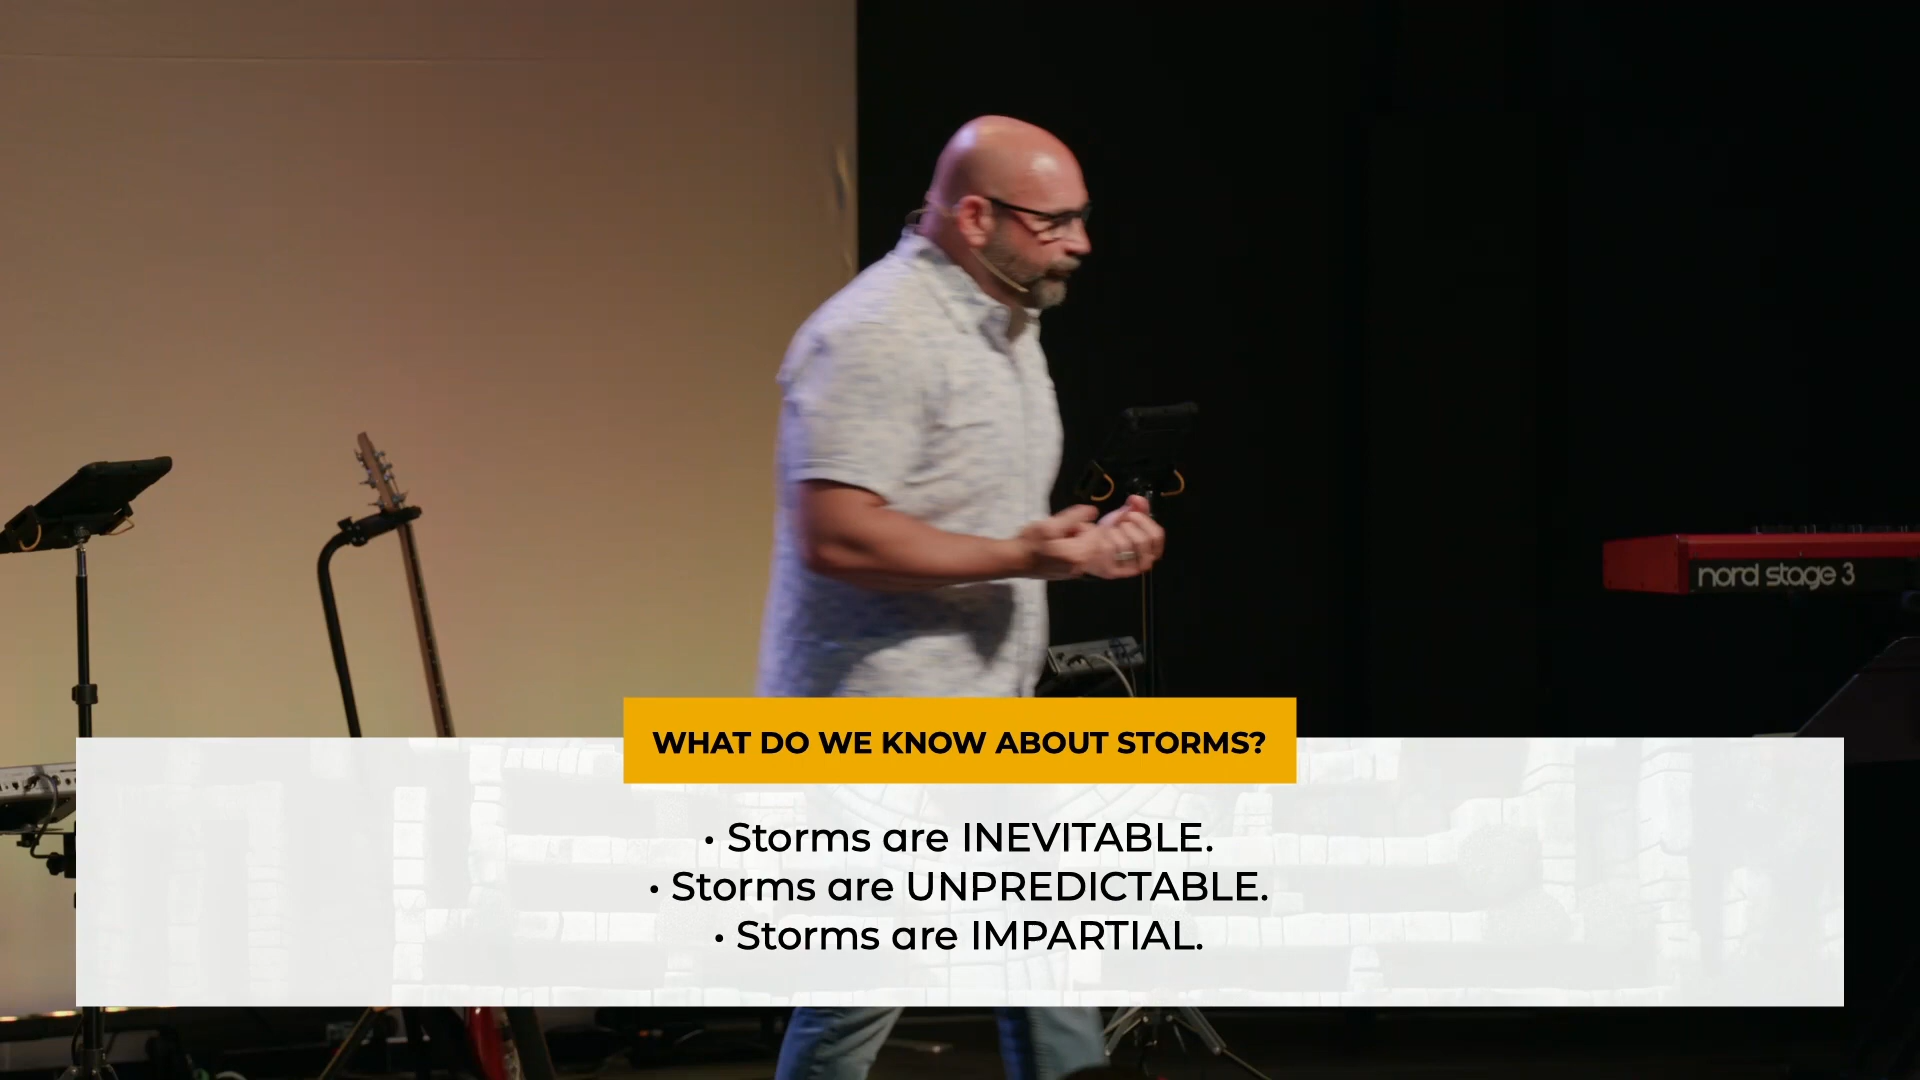 nord stage 3
WHAT DO WE KNOW ABOUT STORMS?
• Storms are INEVITABLE.
• Storms are UNPREDICTABLE.
• Storms are IMPARTIAL.